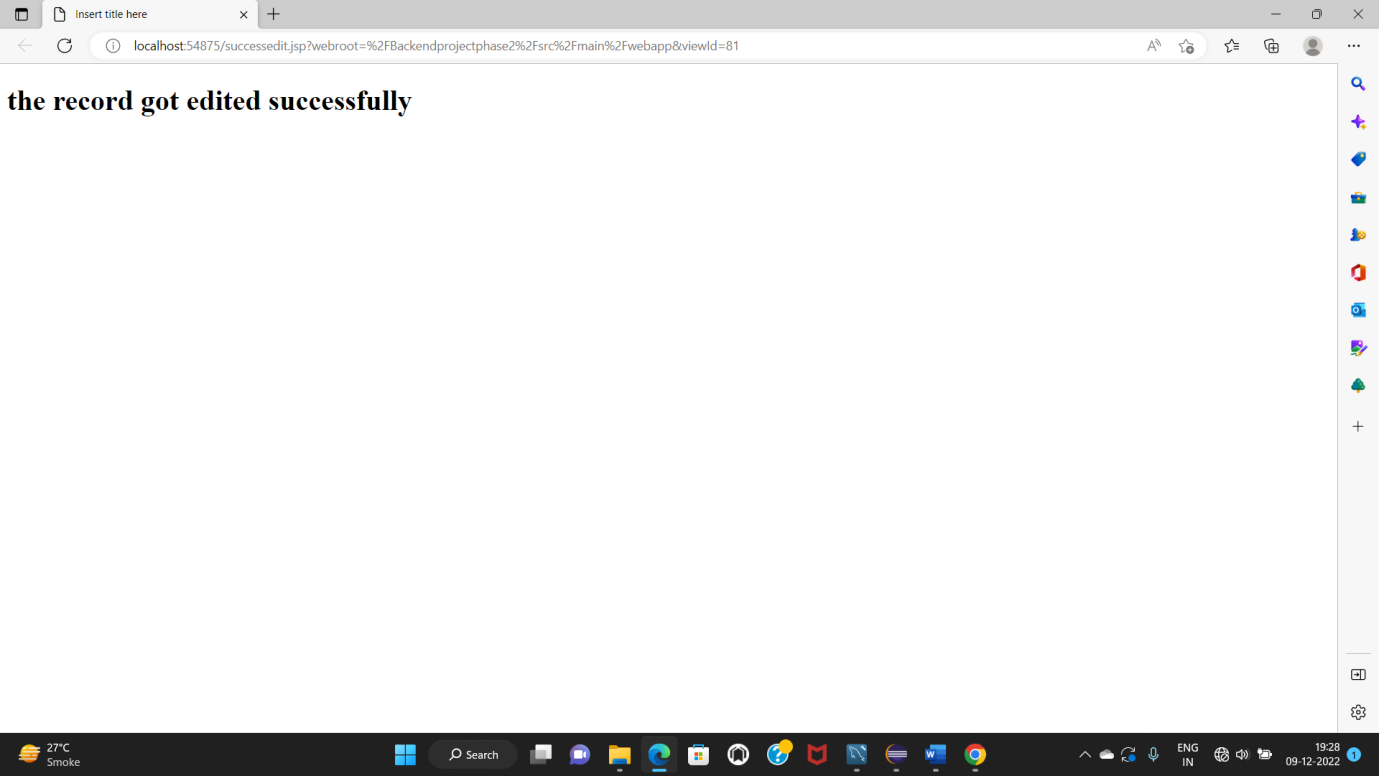 Insert title here
localhost:54875/successedit.jsp?webroot=%2FBackendprojectphase2%2Fsrc%2Fmain%2Fwebapp&viewId=81
the record got edited successfully
27°C
Smoke
Search
ENG
IN
19:28
09-12-2022
1